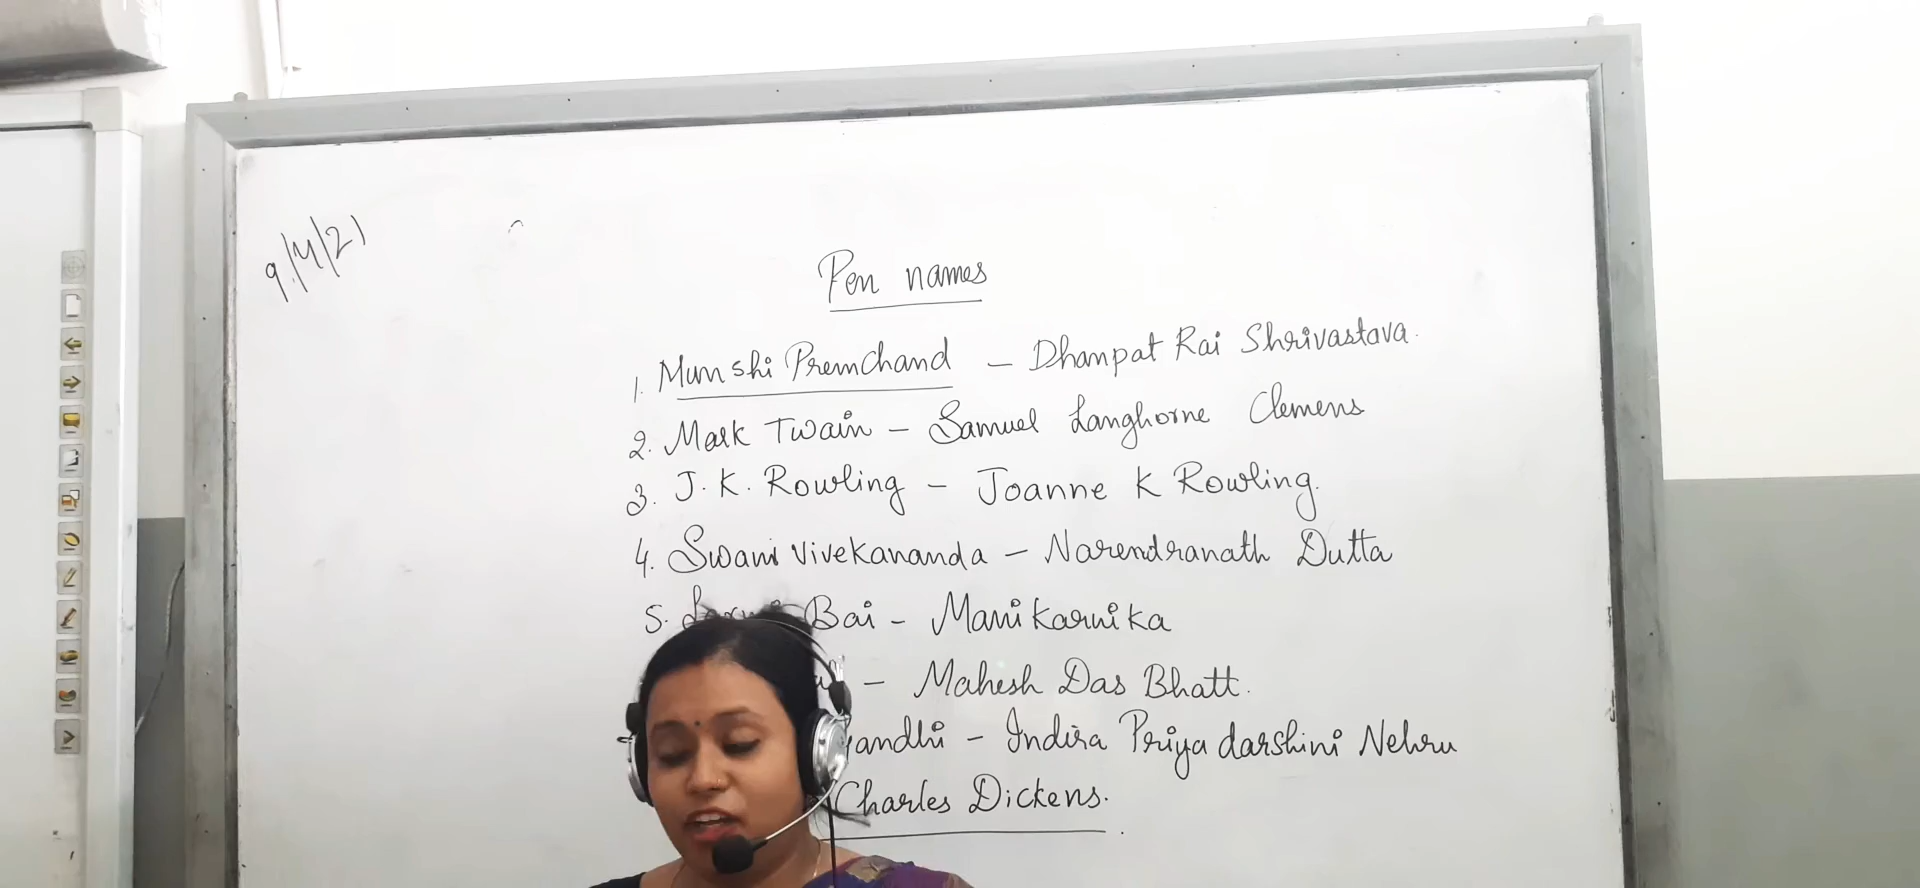 9/4/21
Pen names
1. Munshi Premchand – Dhanpat Rai Shrivastava.
2. Mark Twain – Samuel Langhorne Clemens
3. J. K. Rowling – Joanne K Rowling.
4. Swami Vivekananda – Narendranath Dutta
5. Bai – Manikarnika
– Mahesh Das Bhatt.
Gandhi – Indira Priyadarshini Nehru
Charles Dickens.